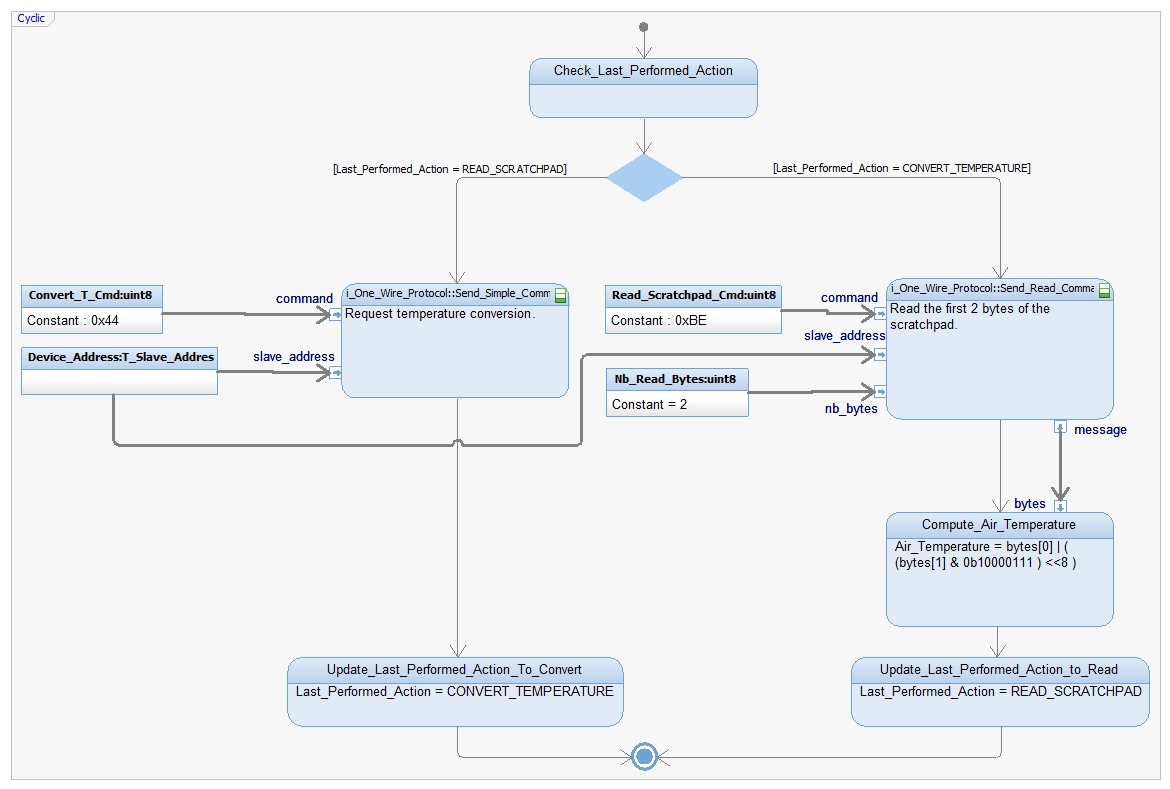 Cyclic
Check_Last_Performed_Action
[Last_Performed_Action = READ_SCRATCHPAD]
[Last_Performed_Action = CONVERT_TEMPERATURE]
Convert_T_Cmd:uint8
Constant : 0x44
command
i_One_Wire_Protocol::Send_Simple_Comm
Request temperature conversion.
Device_Address:T_Slave_Addres
slave_address
Read_Scratchpad_Cmd:uint8
Constant : 0xBE
command
i_One_Wire_Protocol::Send_Read_Comma
Read the first 2 bytes of the
scratchpad.
slave_address
Nb_Read_Bytes:uint8
Constant = 2
nb_bytes
message
bytes
Compute_Air_Temperature
Air_Temperature = bytes[0] | (
(bytes[1] & 0b10000111 ) <<8 )
Update_Last_Performed_Action_To_Convert
Last_Performed_Action = CONVERT_TEMPERATURE
Update_Last_Performed_Action_to_Read
Last_Performed_Action = READ_SCRATCHPAD